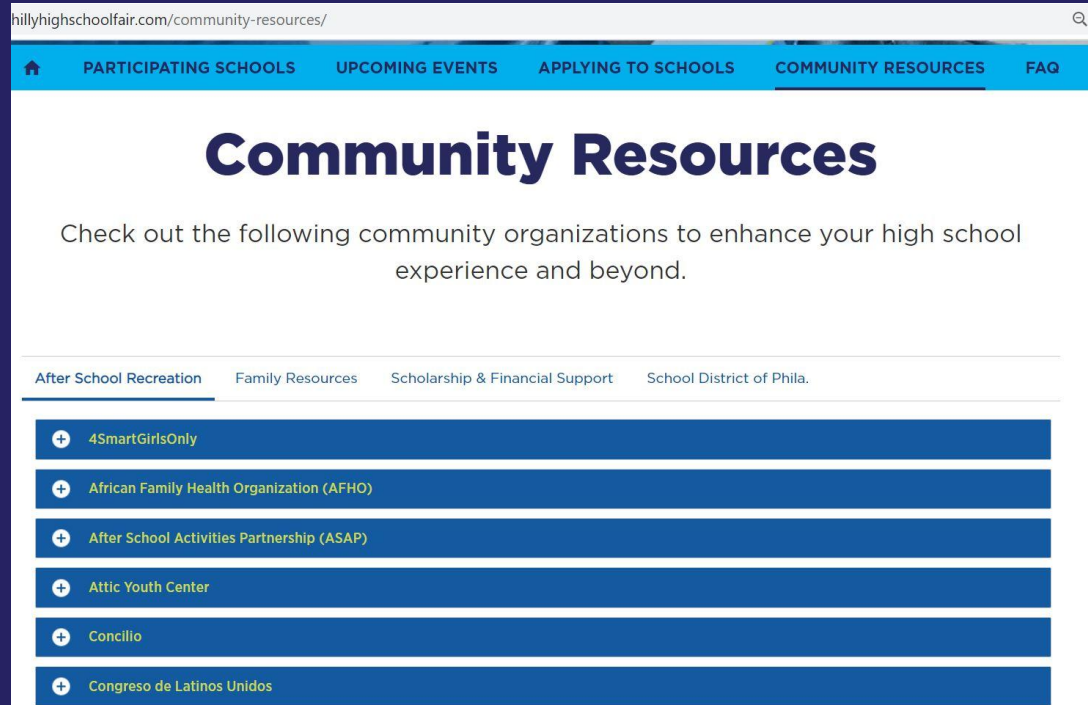 hillyhighschoolfair.com/community-resources/
PARTICIPATING SCHOOLS UPCOMING EVENTS APPLYING TO SCHOOLS COMMUNITY RESOURCES FAQ
Community Resources
Check out the following community organizations to enhance your high school
experience and beyond.
After School Recreation Family Resources Scholarship & Financial Support School District of Phila.
4SmartGirlsOnly
African Family Health Organization (AFHO)
After School Activities Partnership (ASAP)
Attic Youth Center
Concilio
Congreso de Latinos Unidos